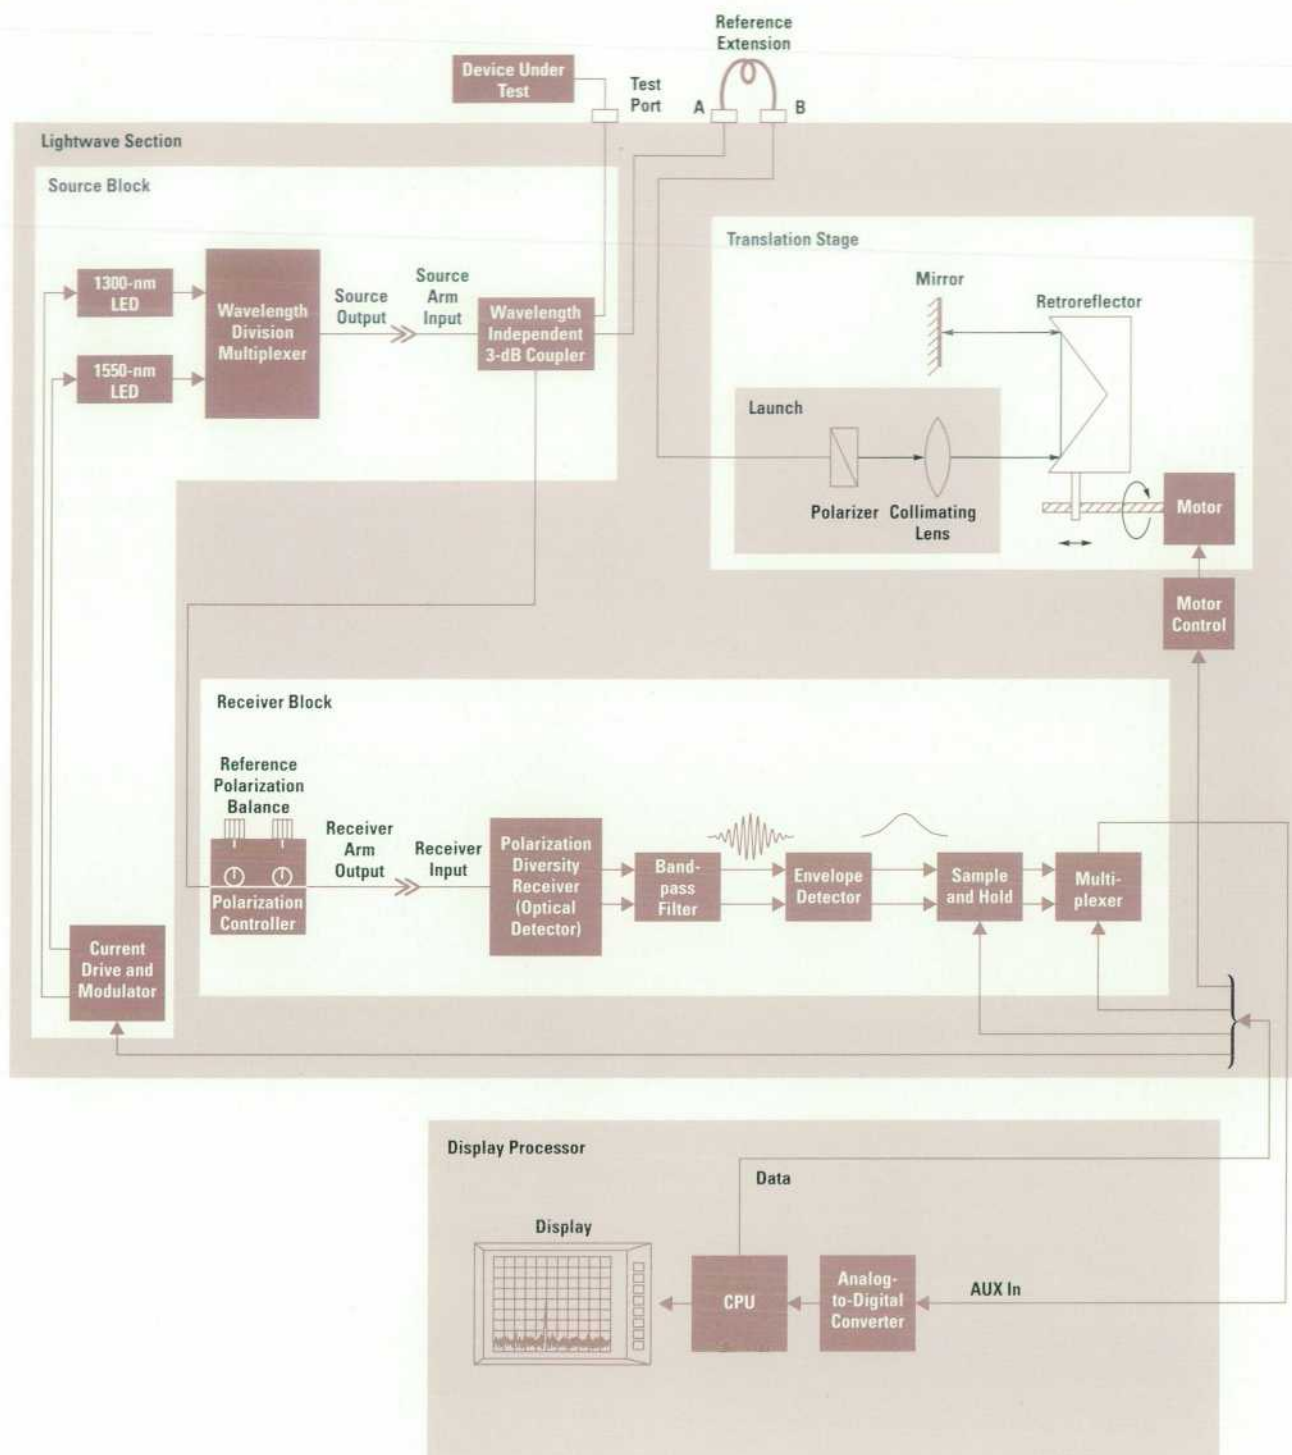 Reference
Extension
Device Under
Test
Test
Port
A
B
Lightwave Section
Source Block
1300-nm
LED
1550-nm
LED
Wavelength
Division
Multiplexer
Source
Output
Source
Arm
Input
Wavelength
Independent
3-dB Coupler
Translation Stage
Mirror
Retroreflector
Launch
Polarizer
Collimating
Lens
Motor
Motor
Control
Receiver Block
Reference
Polarization
Balance
Polarization
Controller
Receiver
Arm
Output
Receiver
Input
Polarization
Diversity
Receiver
(Optical
Detector)
Band-
pass
Filter
Envelope
Detector
Sample
and Hold
Multi-
plexer
Current
Drive and
Modulator
Display Processor
Data
Display
CPU
Analog-
to-Digital
Converter
AUX In